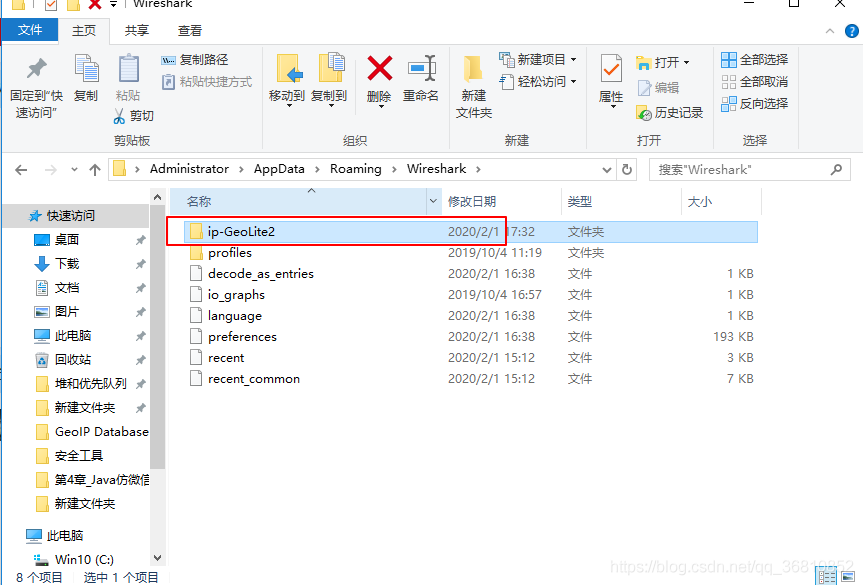 Wireshark
文件 主页 共享 查看
固定到"快速访问" 复制 粘贴 复制路径 粘贴快捷方式 剪切
移动到 复制到 删除 重命名
新建文件夹 新建项目 轻松访问
属性 打开 编辑 历史记录
全部选择 全部取消 反向选择
剪贴板 组织 新建 打开 选择
Administrator AppData Roaming Wireshark 搜索"Wireshark"
名称 修改日期 类型 大小
ip-GeoLite2 2020/2/1 17:32 文件夹
profiles 2019/10/4 11:19 文件夹
decode_as_entries 2020/2/1 16:38 文件 1 KB
io_graphs 2019/10/4 16:57 文件 1 KB
language 2020/2/1 16:38 文件 1 KB
preferences 2020/2/1 16:38 文件 193 KB
recent 2020/2/1 15:12 文件 3 KB
recent_common 2020/2/1 15:12 文件 7 KB
快速访问
桌面
下载
文档
图片
此电脑
回收站
堆和优先队列
新建文件夹
GeoIP Database
安全工具
第4章_Java仿微信
新建文件夹
此电脑
Win10 (C:)
8 个项目 选中 1 个项目